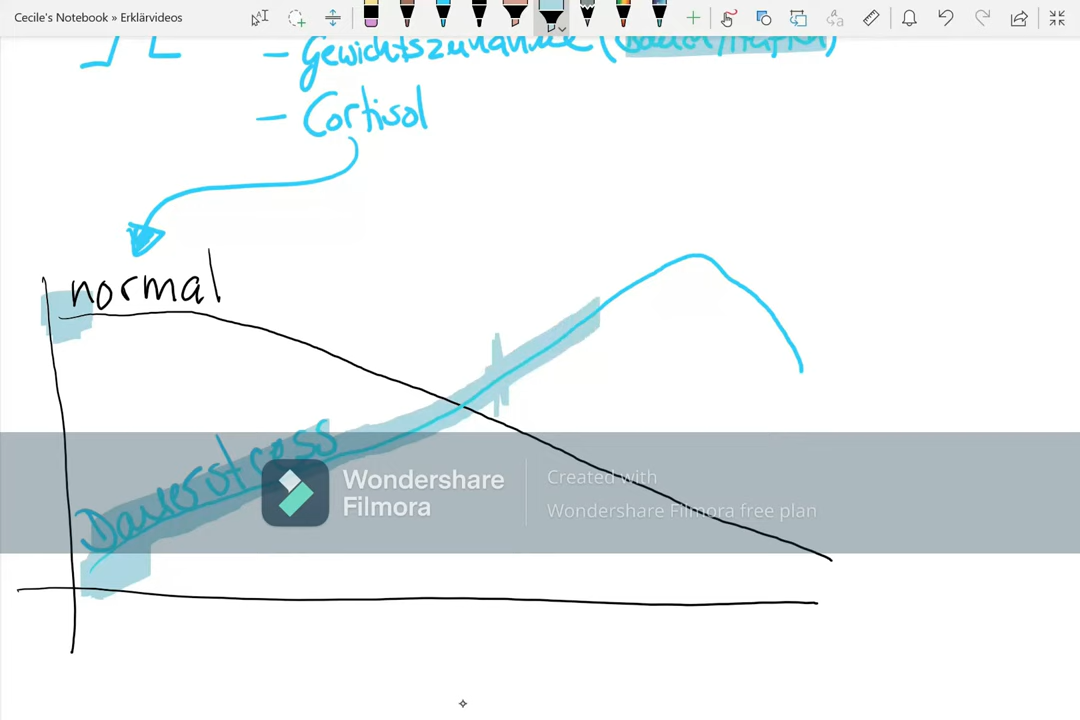 Cecile's Notebook » Erklärvideos
– Gewichtszunahme (
– Cortisol
normal
Dauerstress
Wondershare
Filmora
Created with
Wondershare Filmora free plan